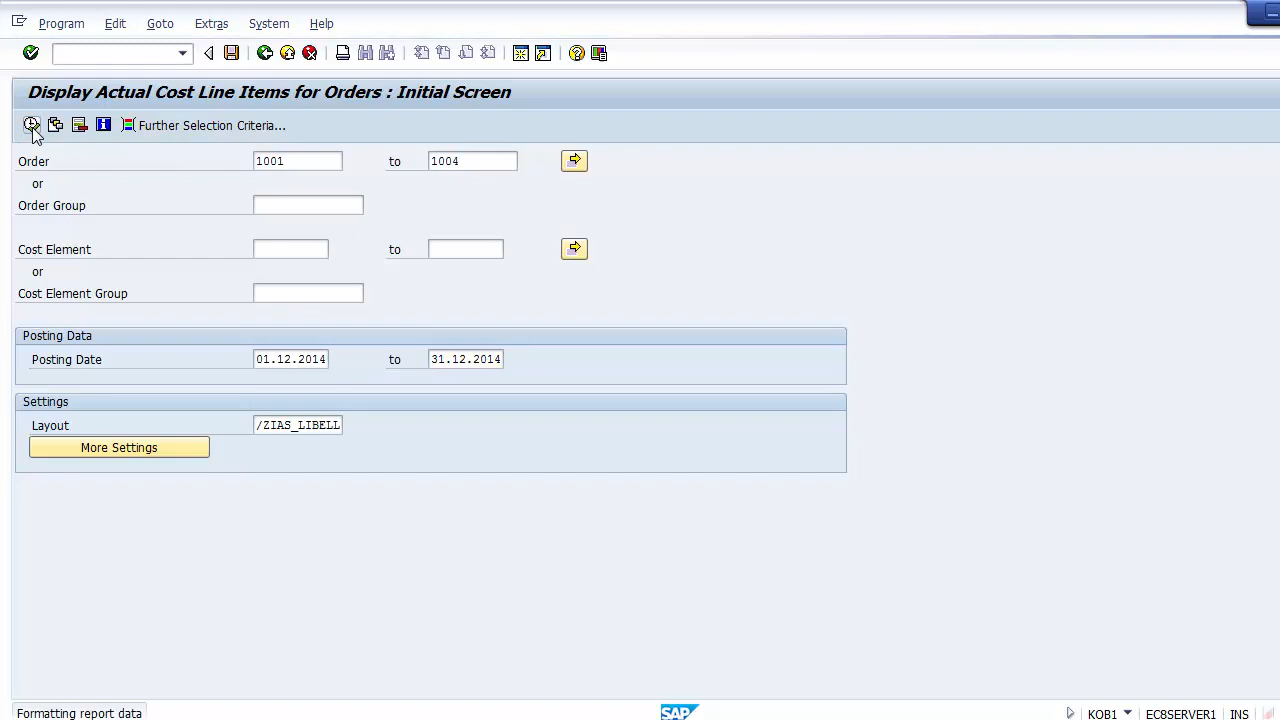 Program Edit Goto Extras System Help
Display Actual Cost Line Items for Orders : Initial Screen
Further Selection Criteria...
Order 1001 to 1004
or
Order Group
Cost Element to
or
Cost Element Group
Posting Data
Posting Date 01.12.2014 to 31.12.2014
Settings
Layout /ZIAS_LIBELL
More Settings
Formatting report data SAP KOB1 EC8SERVER1 INS